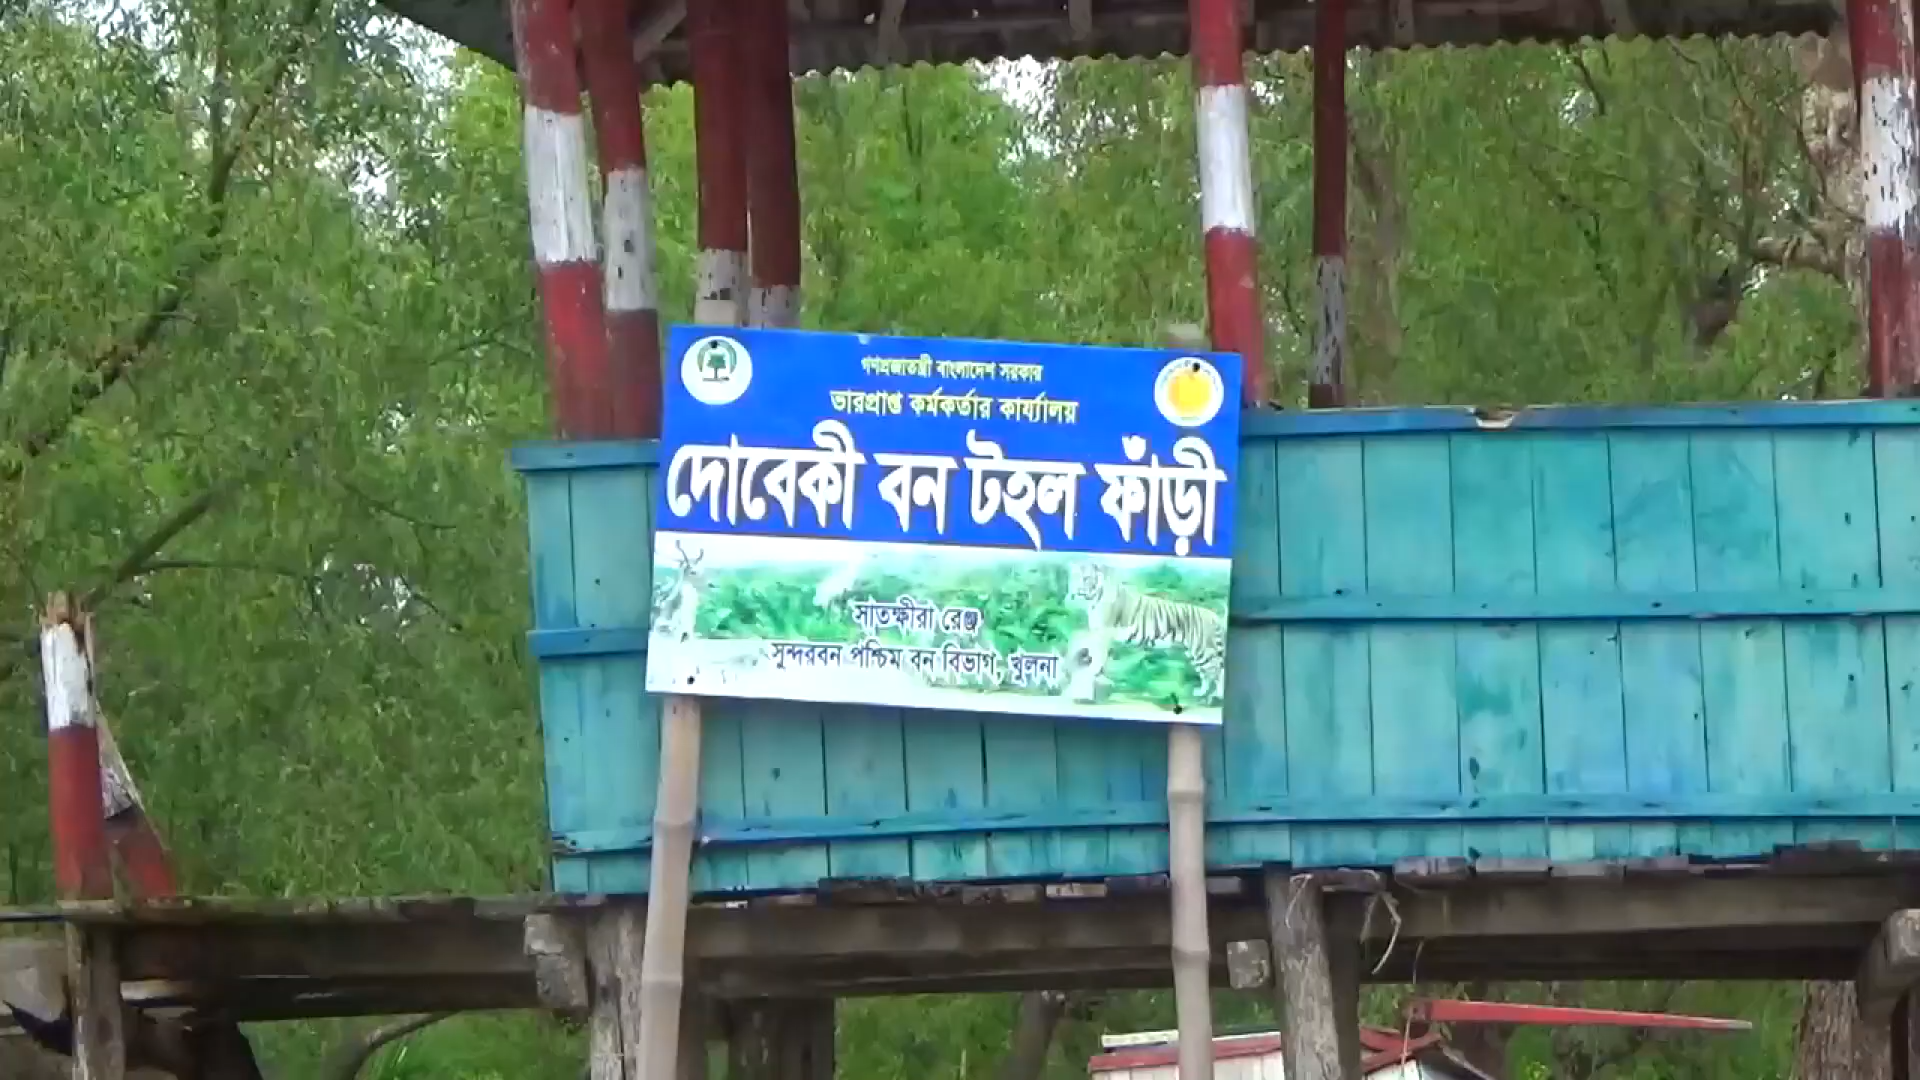 গণপ্রজাতন্ত্রী বাংলাদেশ সরকার
ভারপ্রাপ্ত কর্মকর্তার কার্য্যালয়
দোবেকী বন টহল ফাঁড়ী
সাতক্ষীরা রেঞ্জ
সুন্দরবন পশ্চিম বন বিভাগ, খুলনা